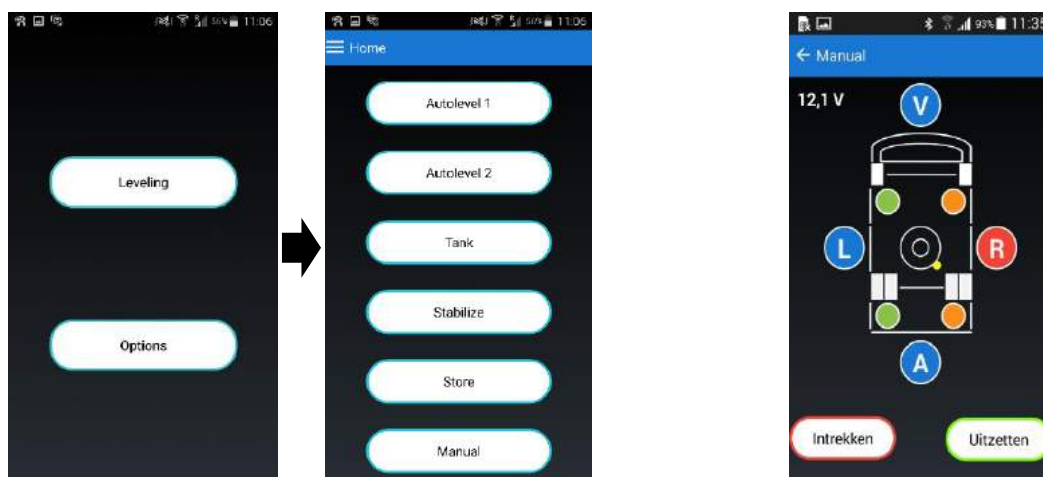 11:06
Leveling
Options
11:06
Home
Autolevel 1
Autolevel 2
Tank
Stabilize
Store
Manual
93% 11:35
Manual
12,1 V
V
L
R
A
Intrekken
Uitzetten